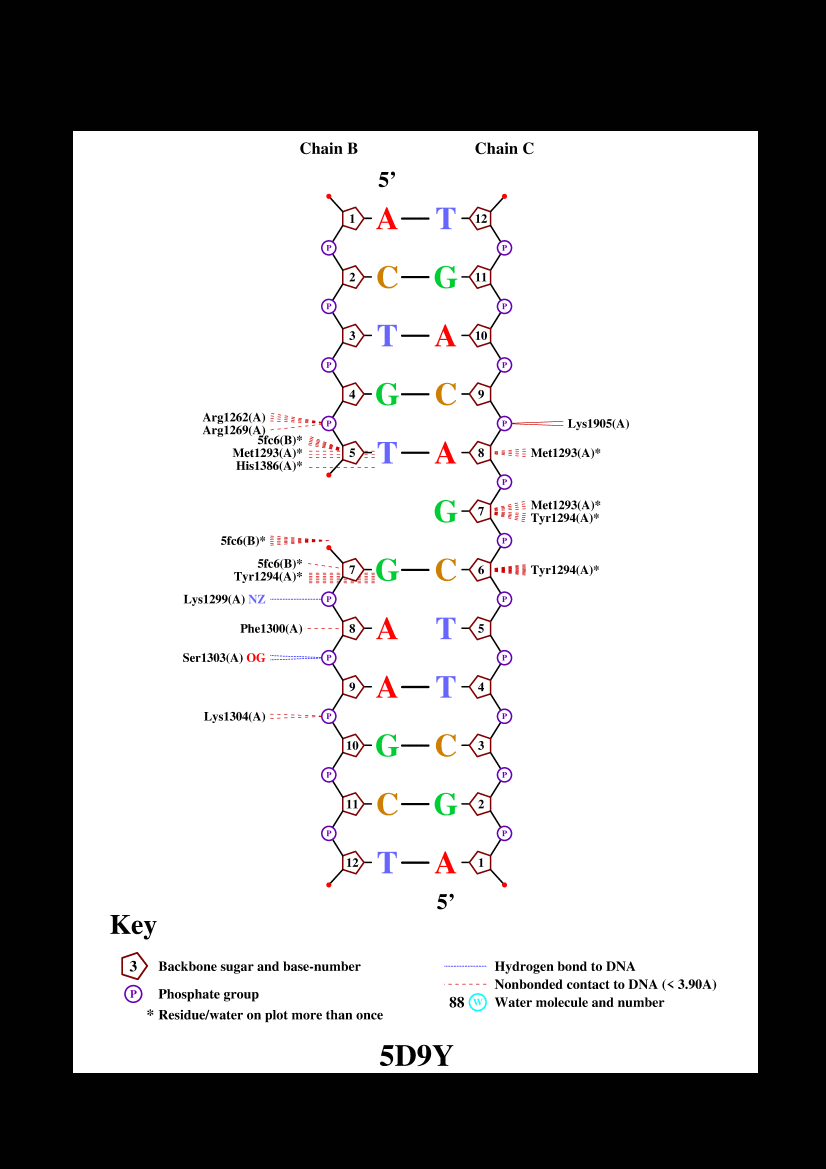 Chain B Chain C
5’
1 A T 12
P P
2 C G 11
P P
3 T A 10
P P
4 G C 9
Arg1262(A)
P P Lys1905(A)
Arg1269(A)
5fc6(B)*
Met1293(A)* 5 T A 8 Met1293(A)*
His1386(A)*
P
Met1293(A)*
G 7
Tyr1294(A)*
5fc6(B)* P
5fc6(B)*
7 G C 6 Tyr1294(A)*
Tyr1294(A)*
Lys1299(A) NZ P P
Phe1300(A) 8 A T 5
Ser1303(A) OG P P
9 A T 4
Lys1304(A) P P
10 G C 3
P P
11 C G 2
P P
12 T A 1
5’
Key
3 Backbone sugar and base-number
P Phosphate group
* Residue/water on plot more than once
Hydrogen bond to DNA
Nonbonded contact to DNA (< 3.90A)
88 W Water molecule and number
5D9Y